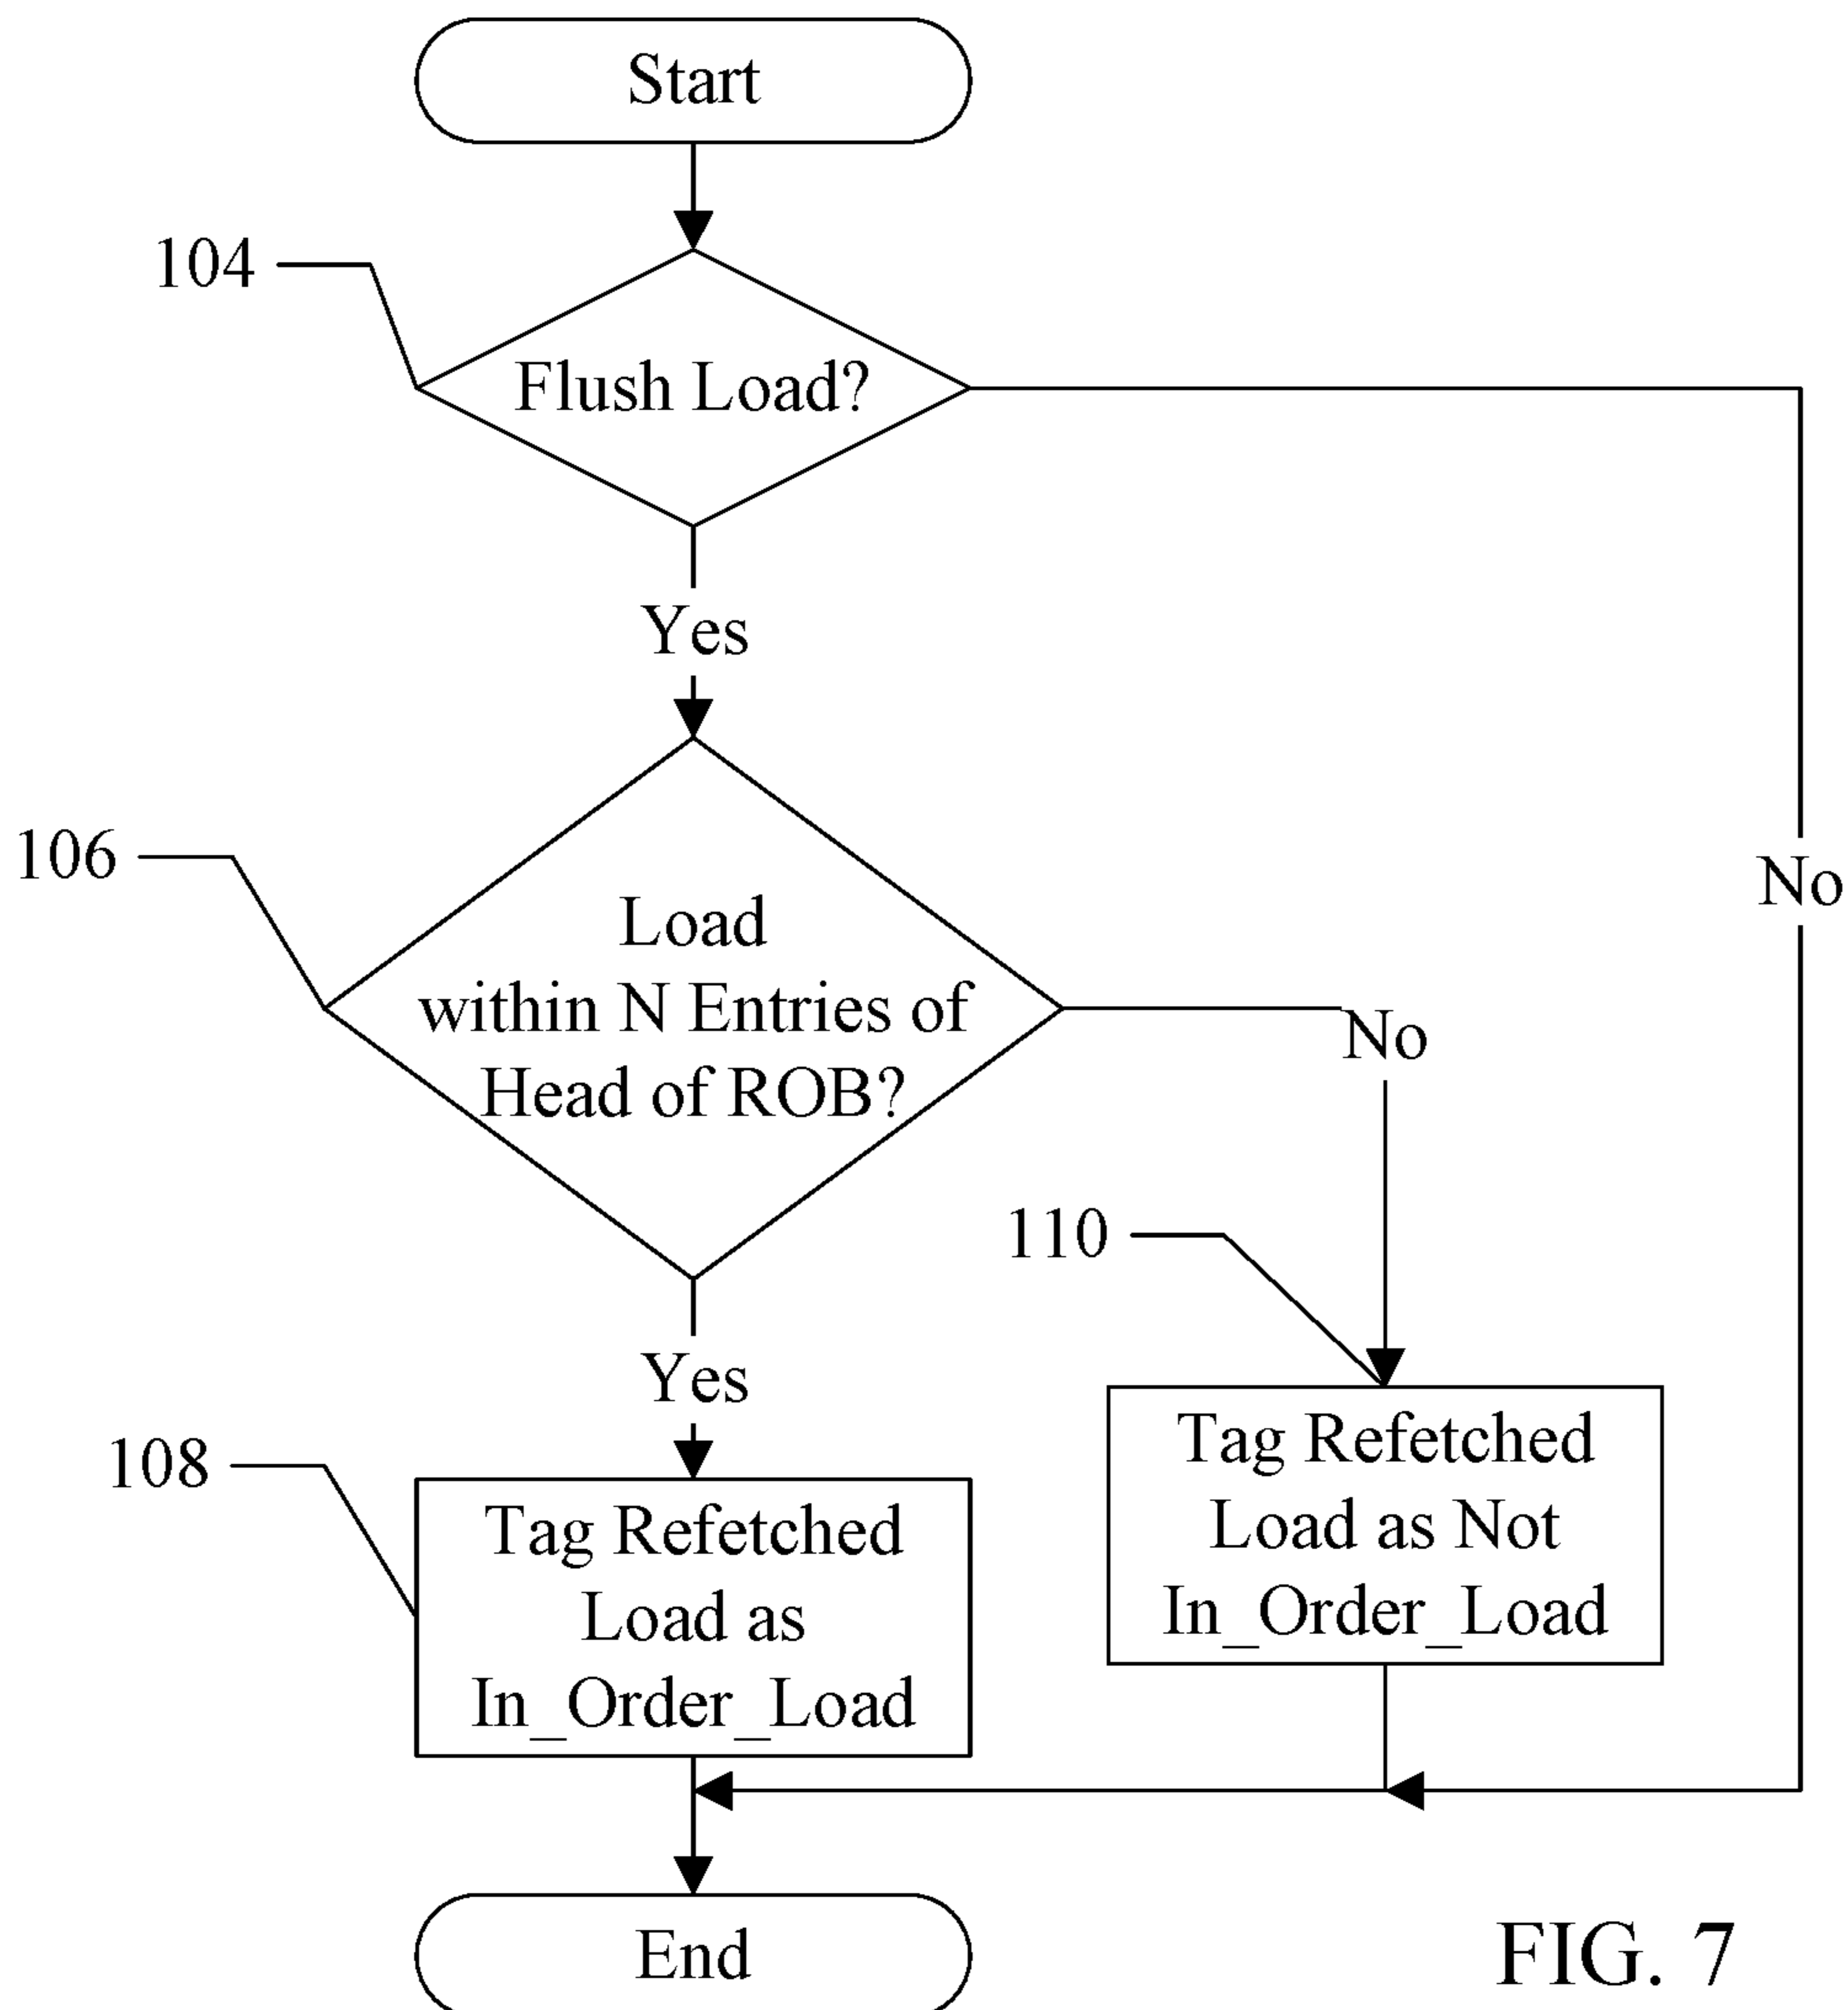 Start
104
Flush Load?
Yes
No
106
Load
within N Entries of
Head of ROB?
No
110
Yes
108
Tag Refetched
Load as
In_Order_Load
Tag Refetched
Load as Not
In_Order_Load
End
FIG. 7